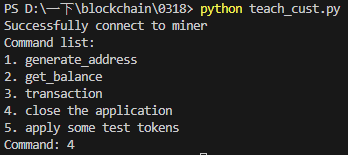 PS D:\一下\blockchain\0318> python teach_cust.py
Successfully connect to miner
Command list:
1. generate_address
2. get_balance
3. transaction
4. close the application
5. apply some test tokens
Command: 4